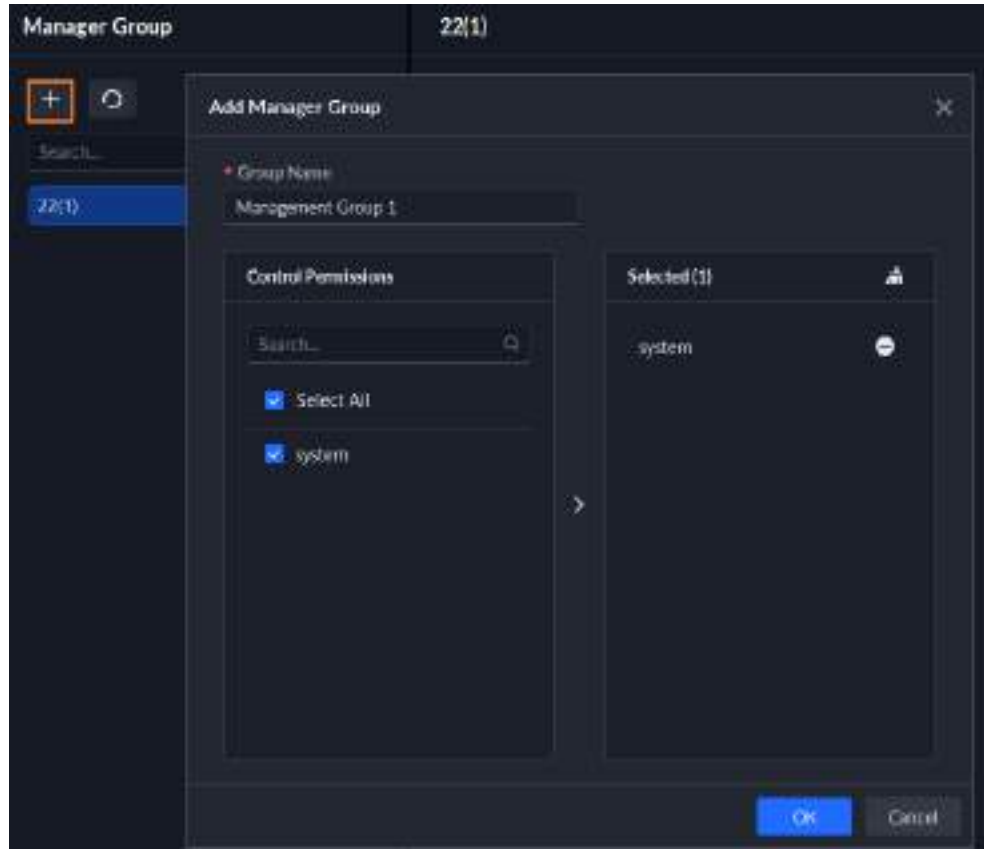 Manager Group
22(1)
+
Add Manager Group
Search...
* Group Name
22(1)
Management Group 1
Control Permissions
Selected (1)
Search...
system
Select All
system
>
OK
Cancel